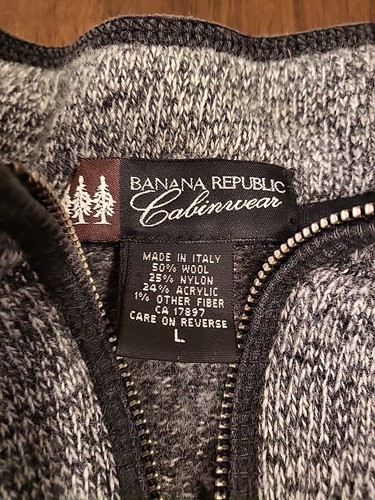 BANANA REPUBLIC
Cabinwear
MADE IN ITALY
50% WOOL
25% NYLON
24% ACRYLIC
1% OTHER FIBER
CA 17897
CARE ON REVERSE
L